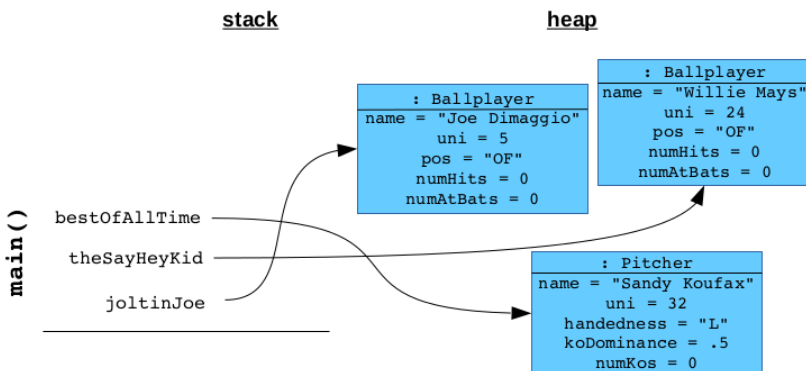 stack
heap
: Ballplayer
name = "Joe Dimaggio"
uni = 5
pos = "OF"
numHits = 0
numAtBats = 0
: Ballplayer
name = "Willie Mays"
uni = 24
pos = "OF"
numHits = 0
numAtBats = 0
main()
bestOfAllTime
theSayHeyKid
joltinJoe
: Pitcher
name = "Sandy Koufax"
uni = 32
handedness = "L"
koDominance = .5
numKos = 0